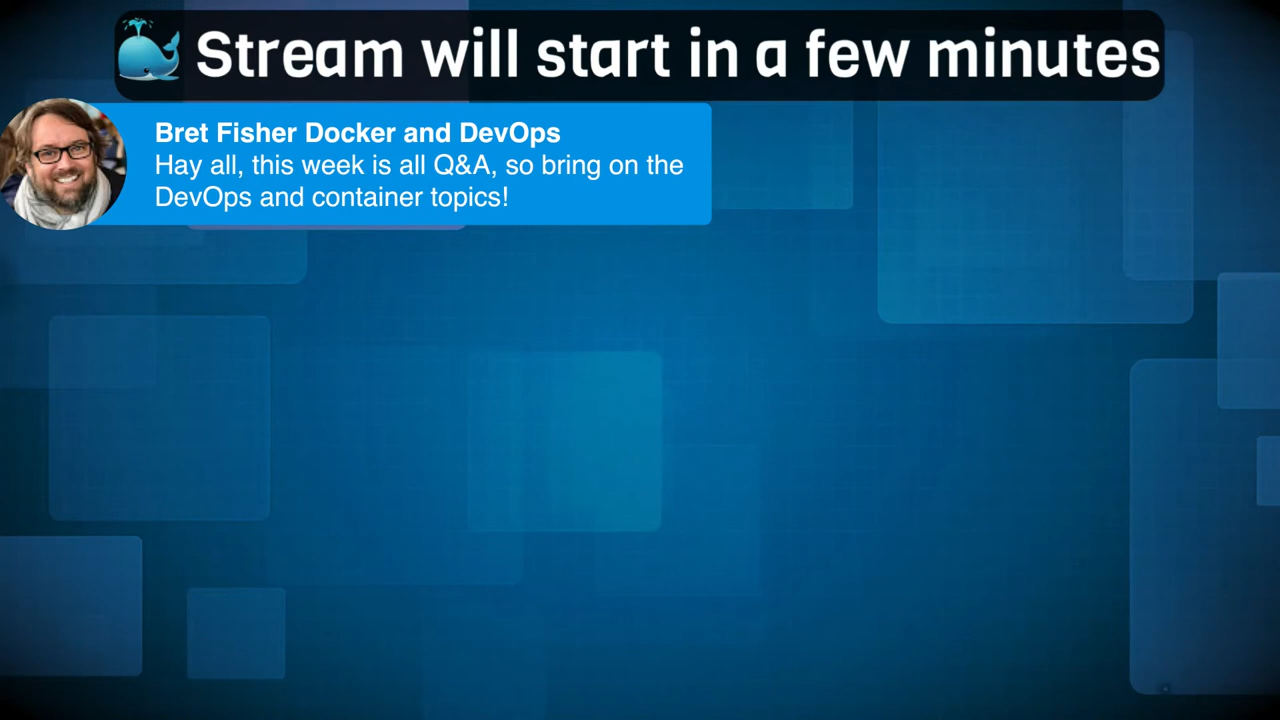 Stream will start in a few minutes
Bret Fisher Docker and DevOps
Hay all, this week is all Q&A, so bring on the
DevOps and container topics!